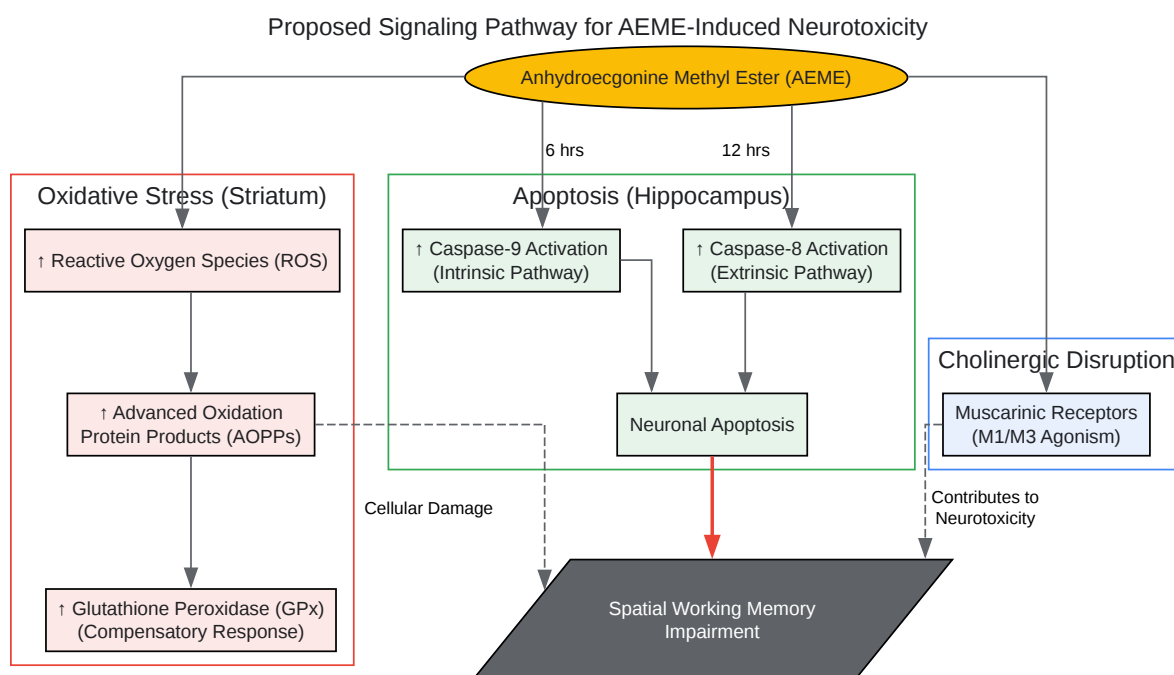 Proposed Signaling Pathway for AEME-Induced Neurotoxicity
Anhydroecgonine Methyl Ester (AEME)
6 hrs
12 hrs
Oxidative Stress (Striatum)
↑ Reactive Oxygen Species (ROS)
↑ Advanced Oxidation
Protein Products (AOPPs)
↑ Glutathione Peroxidase (GPx)
(Compensatory Response)
Apoptosis (Hippocampus)
↑ Caspase-9 Activation
(Intrinsic Pathway)
↑ Caspase-8 Activation
(Extrinsic Pathway)
Neuronal Apoptosis
Cholinergic Disruption
Muscarinic Receptors
(M1/M3 Agonism)
Cellular Damage
Contributes to
Neurotoxicity
Spatial Working Memory
Impairment